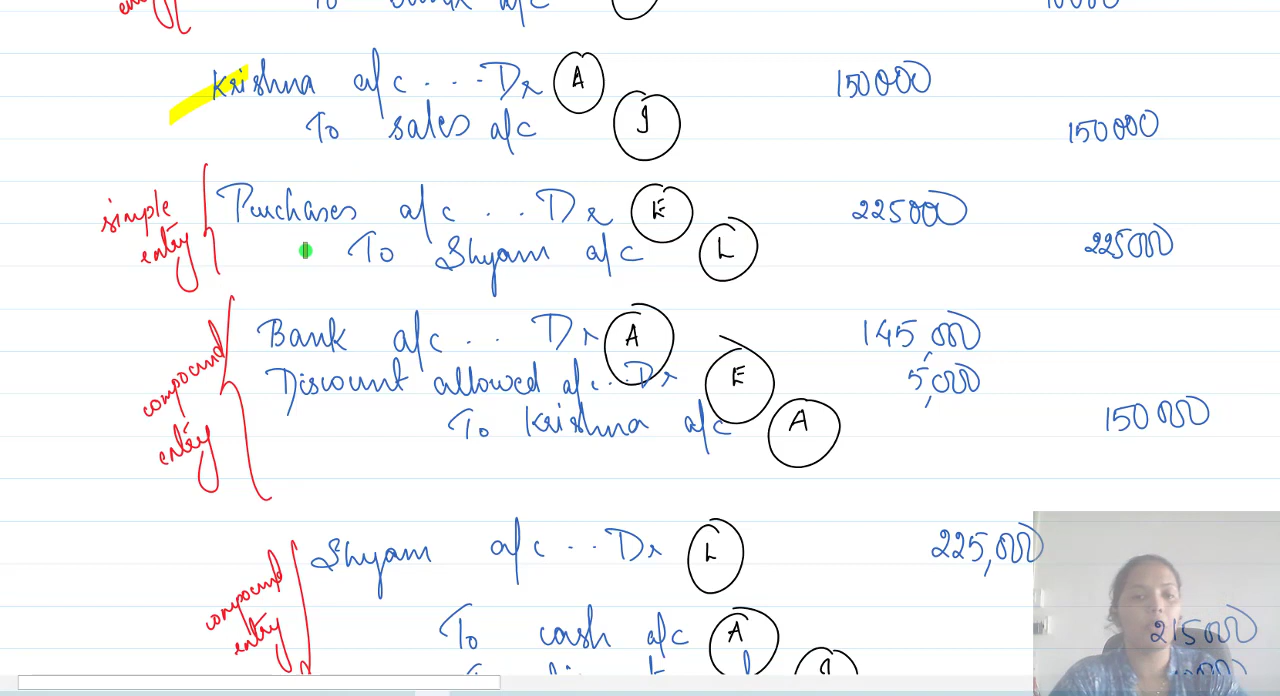 Krishna a/c ... Dr A 150000
To sales a/c I 150000
simple entry
Purchases a/c .. Dr E 225000
To Shyam a/c L 225000
compound entry
Bank a/c .. Dr A 145,000
Discount allowed a/c .. Dr E 5,000
To Krishna a/c A 150000
compound entry
Shyam a/c .. Dr L 225,000
To cash a/c A 215000